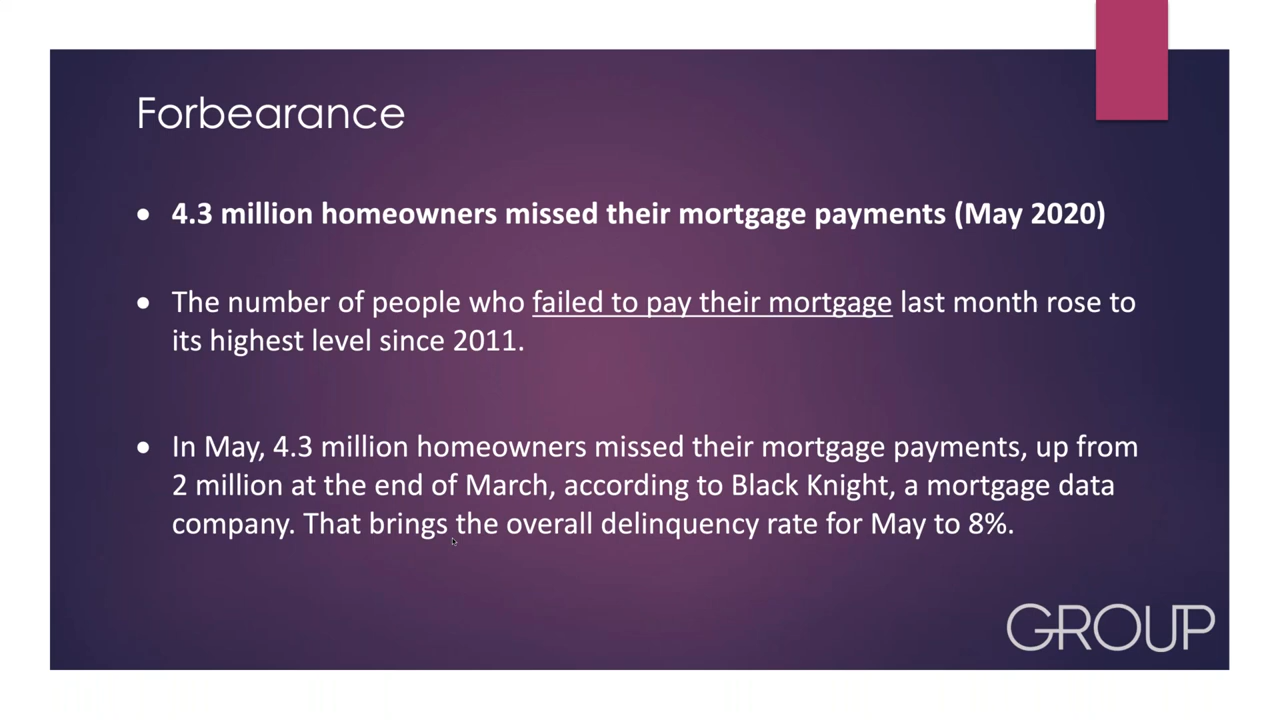 Forbearance
• 4.3 million homeowners missed their mortgage payments (May 2020)
• The number of people who failed to pay their mortgage last month rose to
its highest level since 2011.
• In May, 4.3 million homeowners missed their mortgage payments, up from
2 million at the end of March, according to Black Knight, a mortgage data
company. That brings the overall delinquency rate for May to 8%.
GROUP